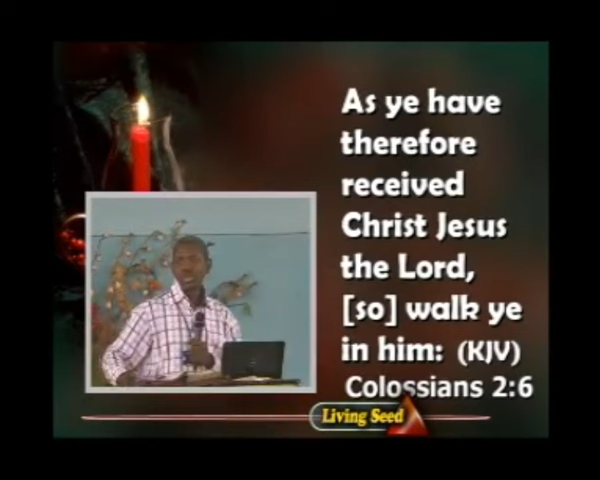 As ye have
therefore
received
Christ Jesus
the Lord,
[so] walk ye
in him: (KJV)
Colossians 2:6
Living Seed